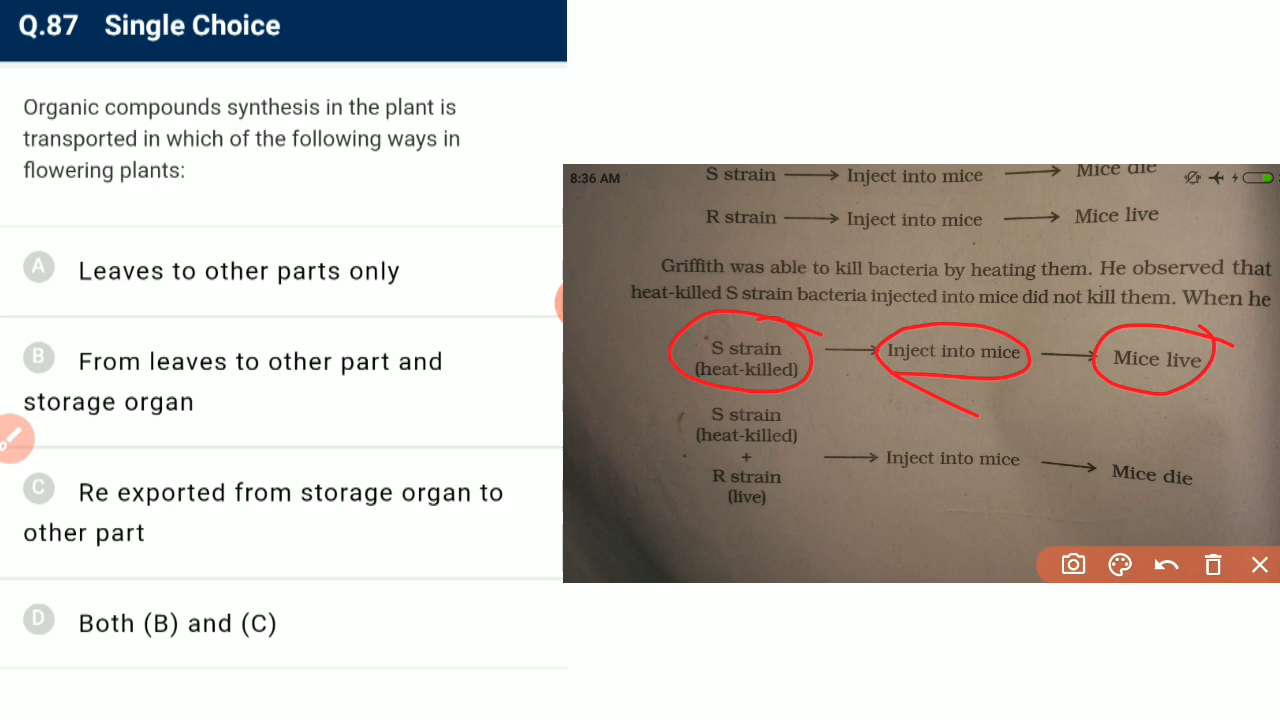 Q.87 Single Choice
Organic compounds synthesis in the plant is
transported in which of the following ways in
flowering plants:
A Leaves to other parts only
B From leaves to other part and
storage organ
C Re exported from storage organ to
other part
D Both (B) and (C)
8:36 AM
S strain → Inject into mice → Mice die
R strain → Inject into mice → Mice live
Griffith was able to kill bacteria by heating them. He observed that
heat-killed S strain bacteria injected into mice did not kill them. When he
S strain
(heat-killed) → Inject into mice → Mice live
S strain
(heat-killed)
+ → Inject into mice → Mice die
R strain
(live)